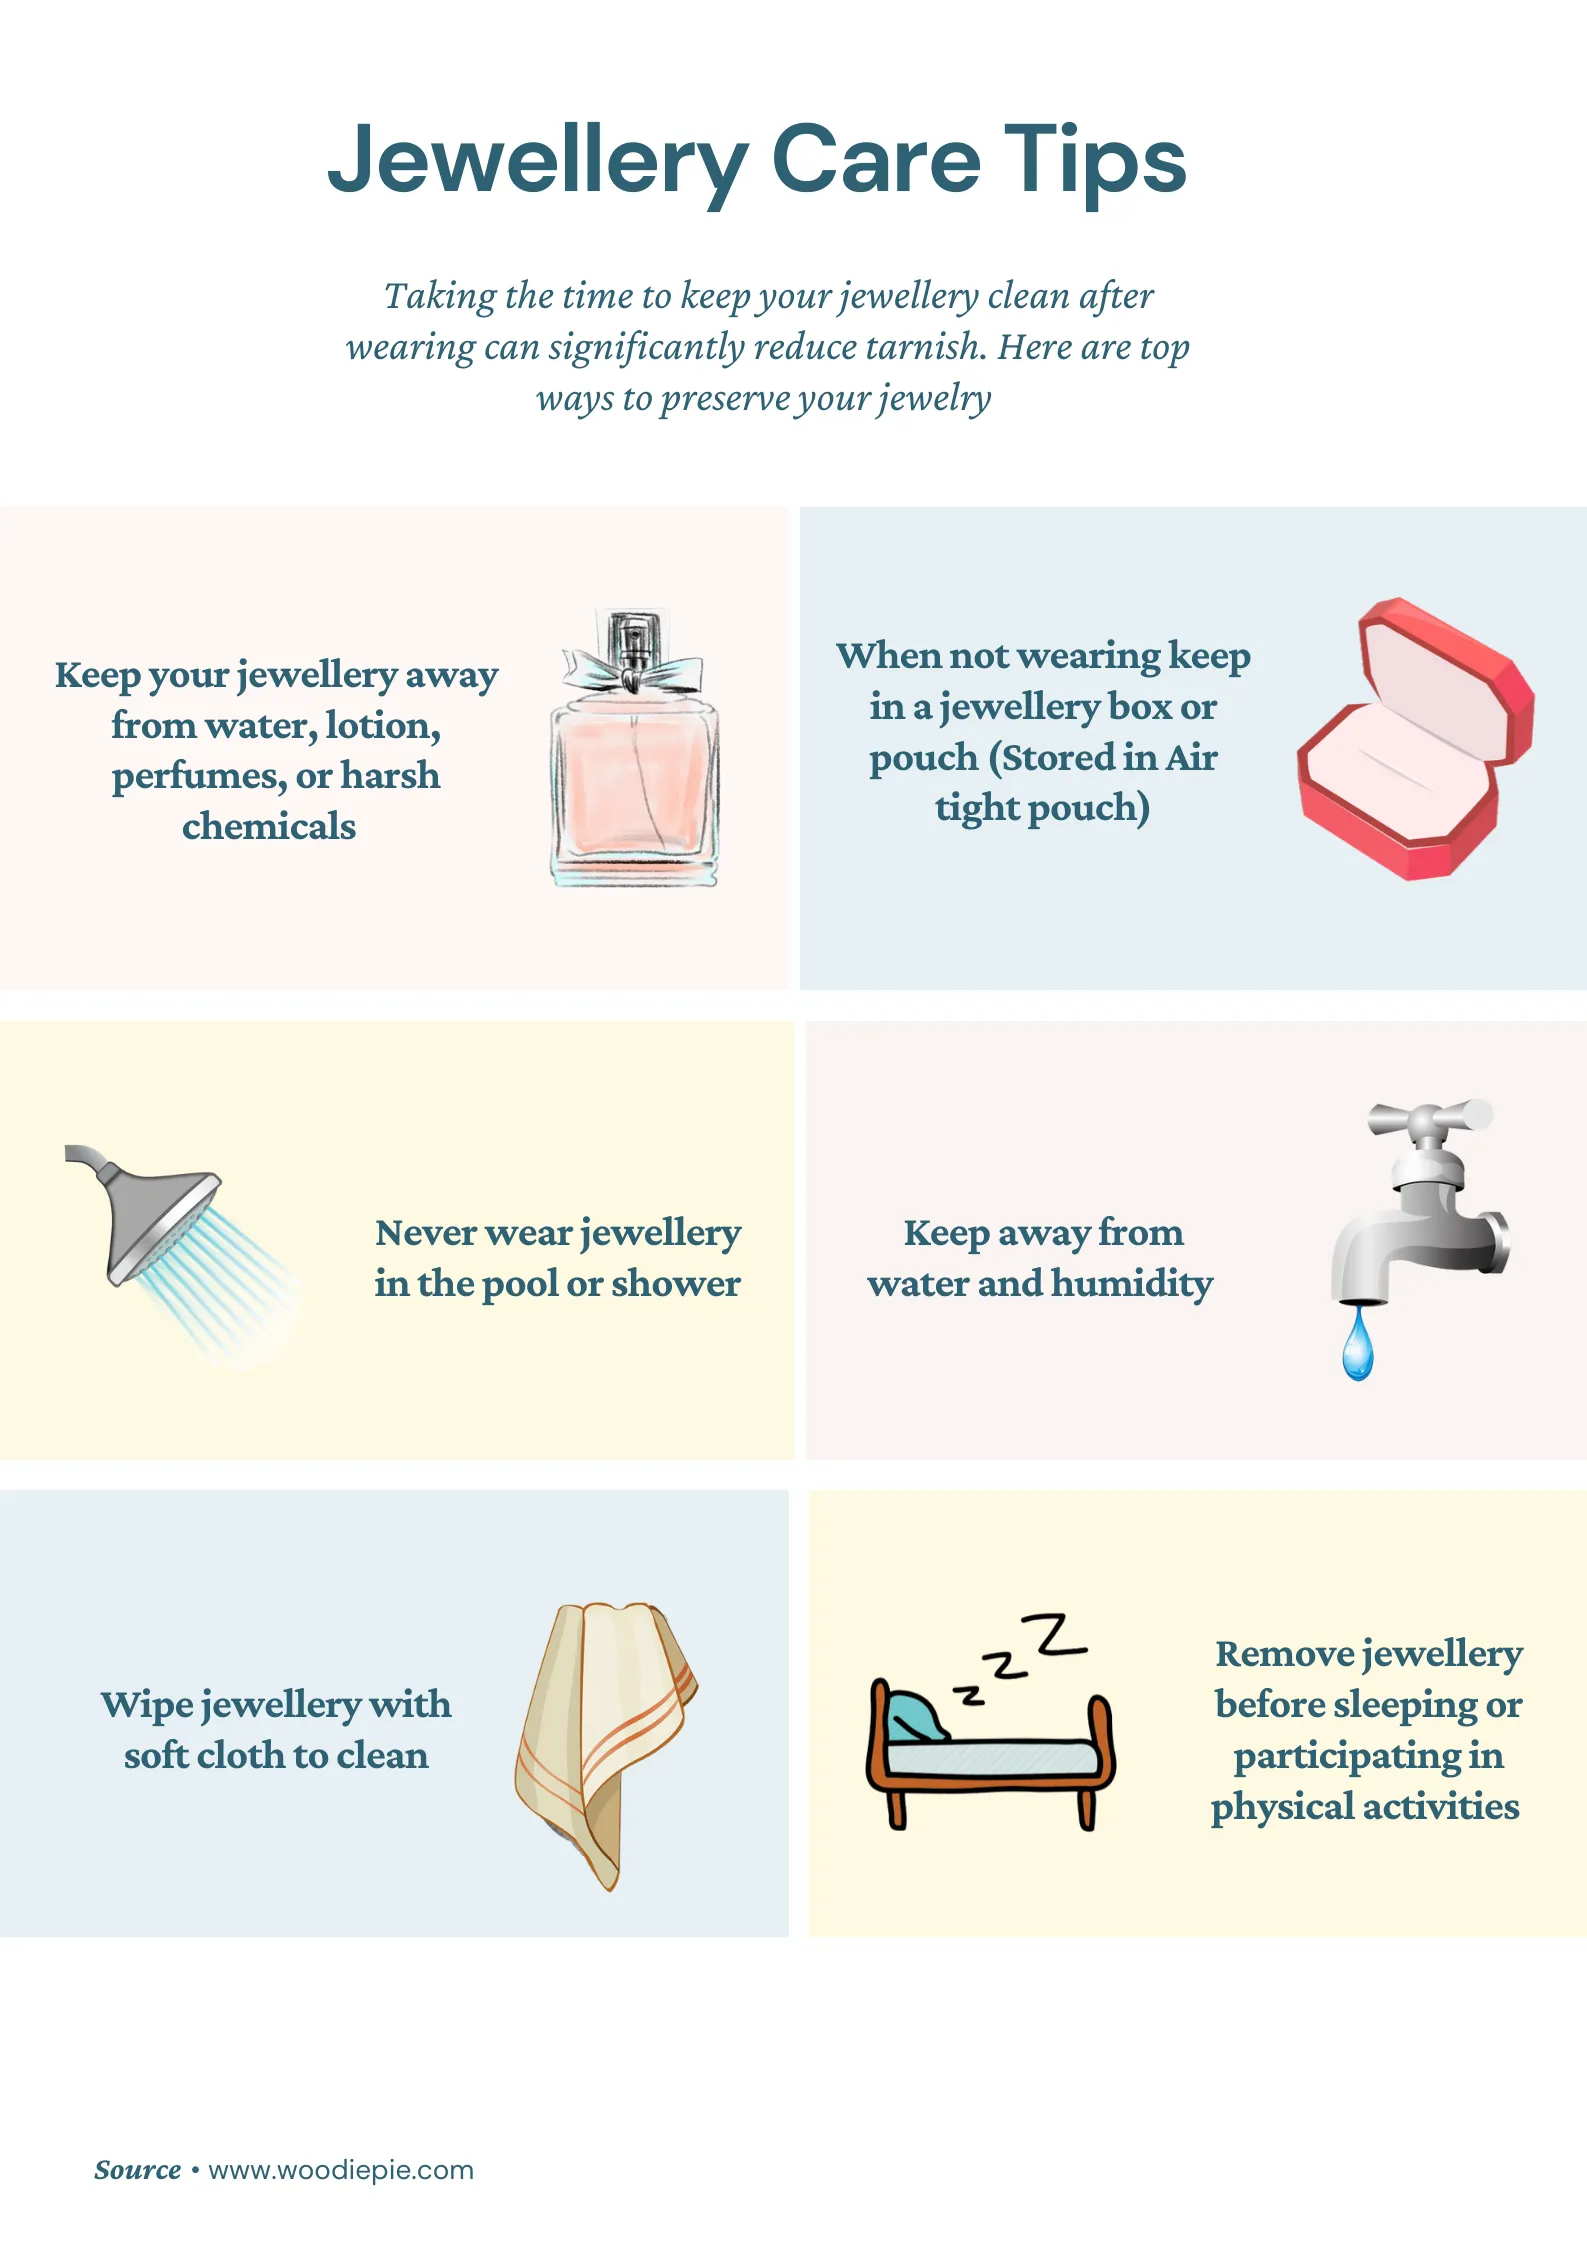 Jewellery Care Tips
Taking the time to keep your jewellery clean after
wearing can significantly reduce tarnish. Here are top
ways to preserve your jewelry
Keep your jewellery away
from water, lotion,
perfumes, or harsh
chemicals
When not wearing keep
in a jewellery box or
pouch (Stored in Air
tight pouch)
Never wear jewellery
in the pool or shower
Keep away from
water and humidity
Wipe jewellery with
soft cloth to clean
z z Z
Remove jewellery
before sleeping or
participating in
physical activities
Source • www.woodiepie.com